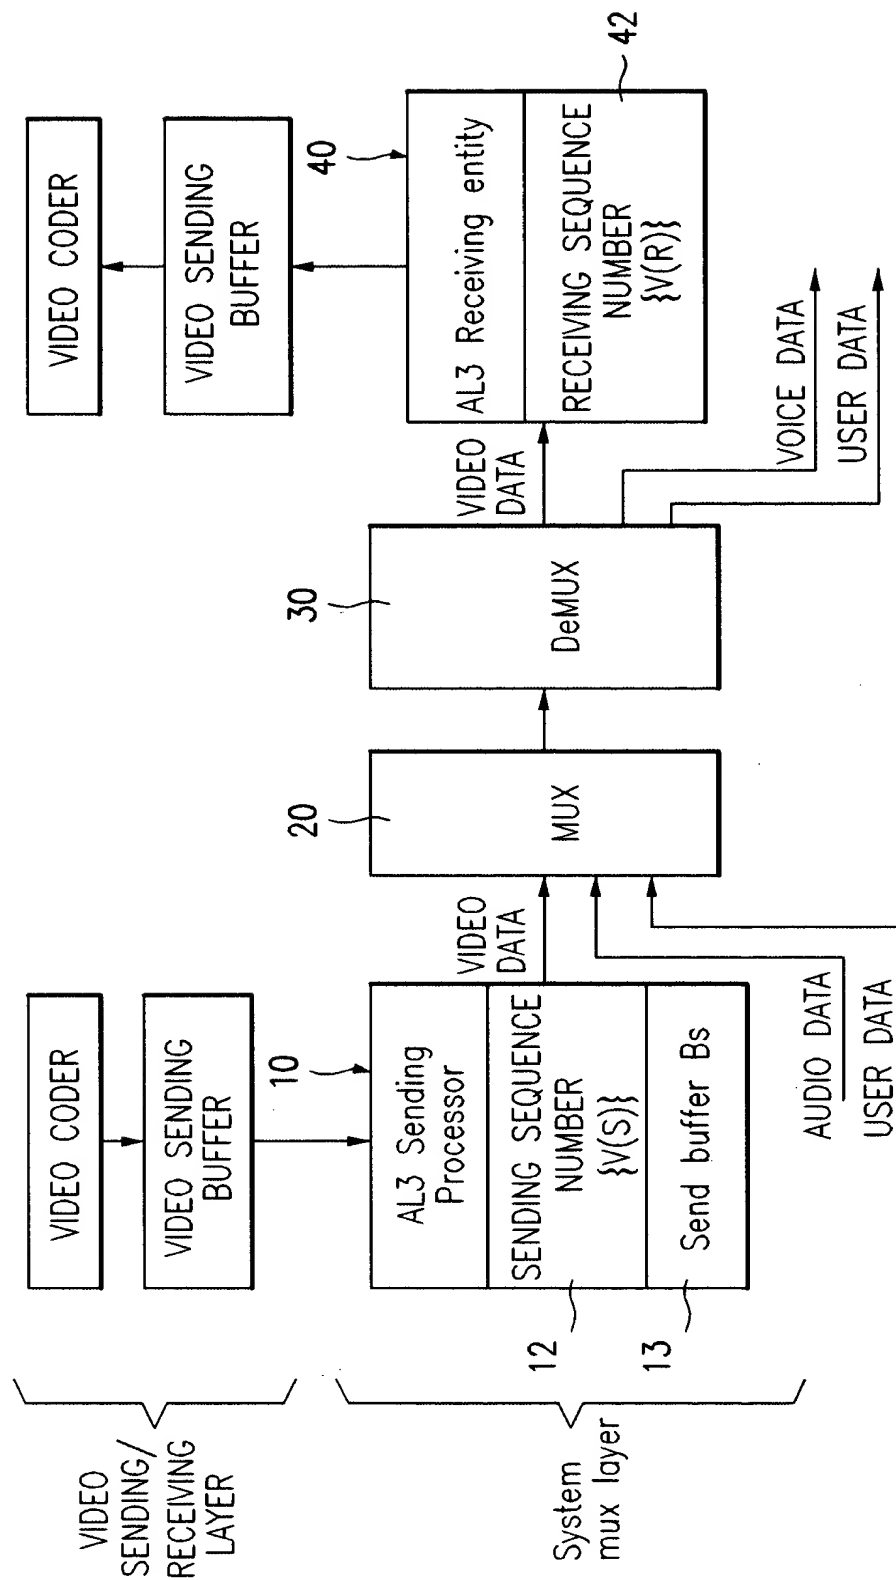 VIDEO
SENDING/
RECEIVING
LAYER
VIDEO CODER
VIDEO SENDING
BUFFER
VIDEO CODER
VIDEO SENDING
BUFFER
System
mux layer
10
AL3 Sending
Processor
12
SENDING SEQUENCE
NUMBER
{V(S)}
13
Send buffer Bs
VIDEO
DATA
AUDIO DATA
USER DATA
20
MUX
30
DeMUX
VIDEO
DATA
VOICE DATA
USER DATA
40
AL3 Receiving entity
42
RECEIVING SEQUENCE
NUMBER
{V(R)}